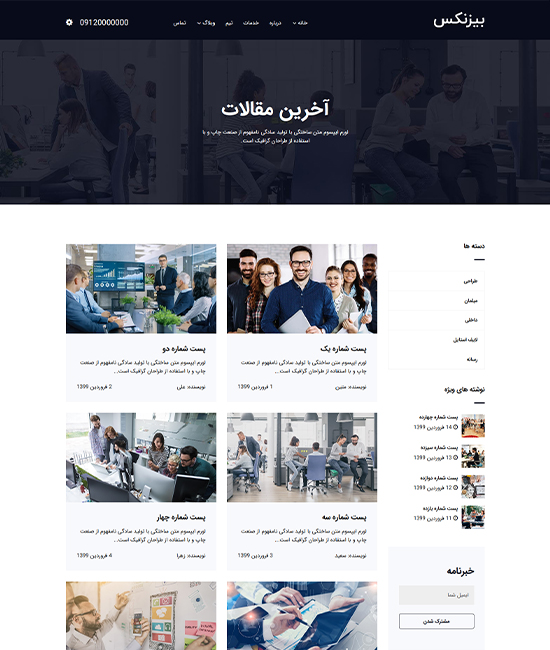 بیزنکس
خانه
درباره
خدمات
تیم
وبلاگ
تماس
09120000000
آخرین مقالات
لورم ایپسوم متن ساختگی با تولید سادگی نامفهوم از صنعت چاپ و با
استفاده از طراحان گرافیک است.
دسته ها
طراحی
مبلمان
داخلی
لایف استایل
رسانه
نوشته های ویژه
پست شماره چهارده
14 فروردین 1399
پست شماره سیزده
13 فروردین 1399
پست شماره دوازده
12 فروردین 1399
پست شماره یازده
11 فروردین 1399
خبرنامه
ایمیل شما
مشترک شدن
پست شماره یک
لورم ایپسوم متن ساختگی با تولید سادگی نامفهوم از صنعت
چاپ و با استفاده از طراحان گرافیک است...
نویسنده: متین
1 فروردین 1399
پست شماره دو
لورم ایپسوم متن ساختگی با تولید سادگی نامفهوم از صنعت
چاپ و با استفاده از طراحان گرافیک است...
نویسنده: علی
2 فروردین 1399
پست شماره سه
لورم ایپسوم متن ساختگی با تولید سادگی نامفهوم از صنعت
چاپ و با استفاده از طراحان گرافیک است...
نویسنده: سعید
3 فروردین 1399
پست شماره چهار
لورم ایپسوم متن ساختگی با تولید سادگی نامفهوم از صنعت
چاپ و با استفاده از طراحان گرافیک است...
نویسنده: زهرا
4 فروردین 1399